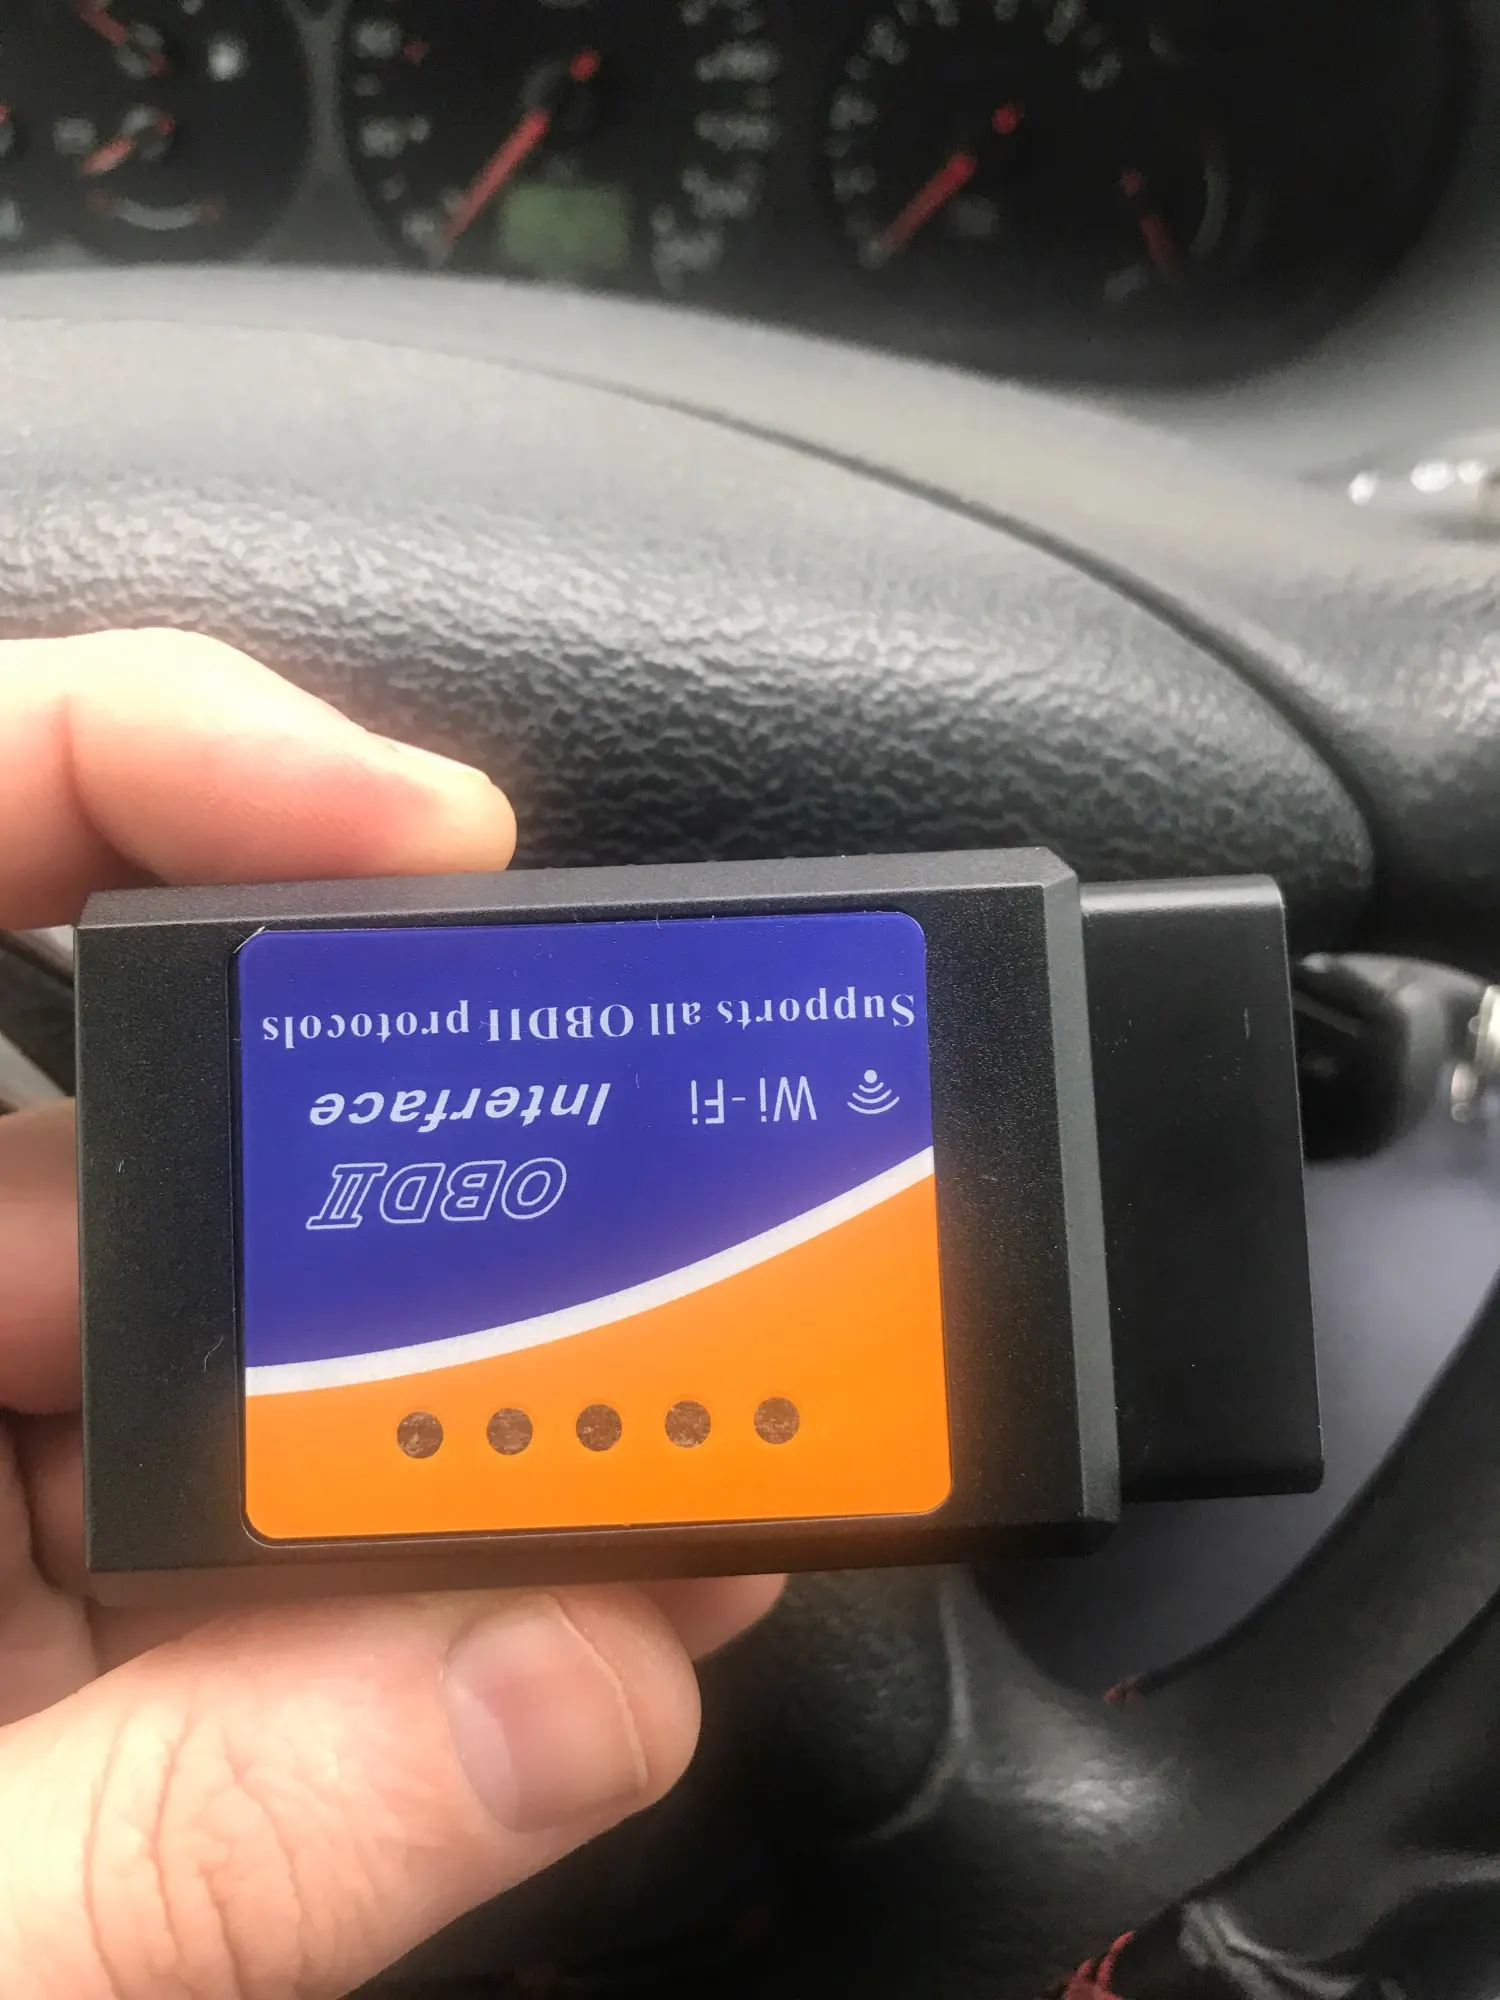 OBDII
Wi-Fi Interface
Supports all OBDII protocols